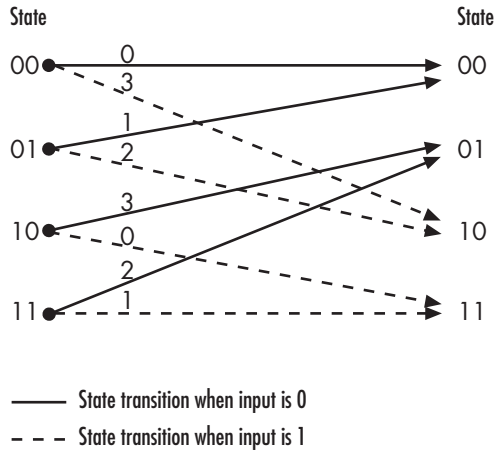 State State
00 0 00
3
1
01 01
2
3
10 0 10
2
11 1 11
State transition when input is 0
State transition when input is 1